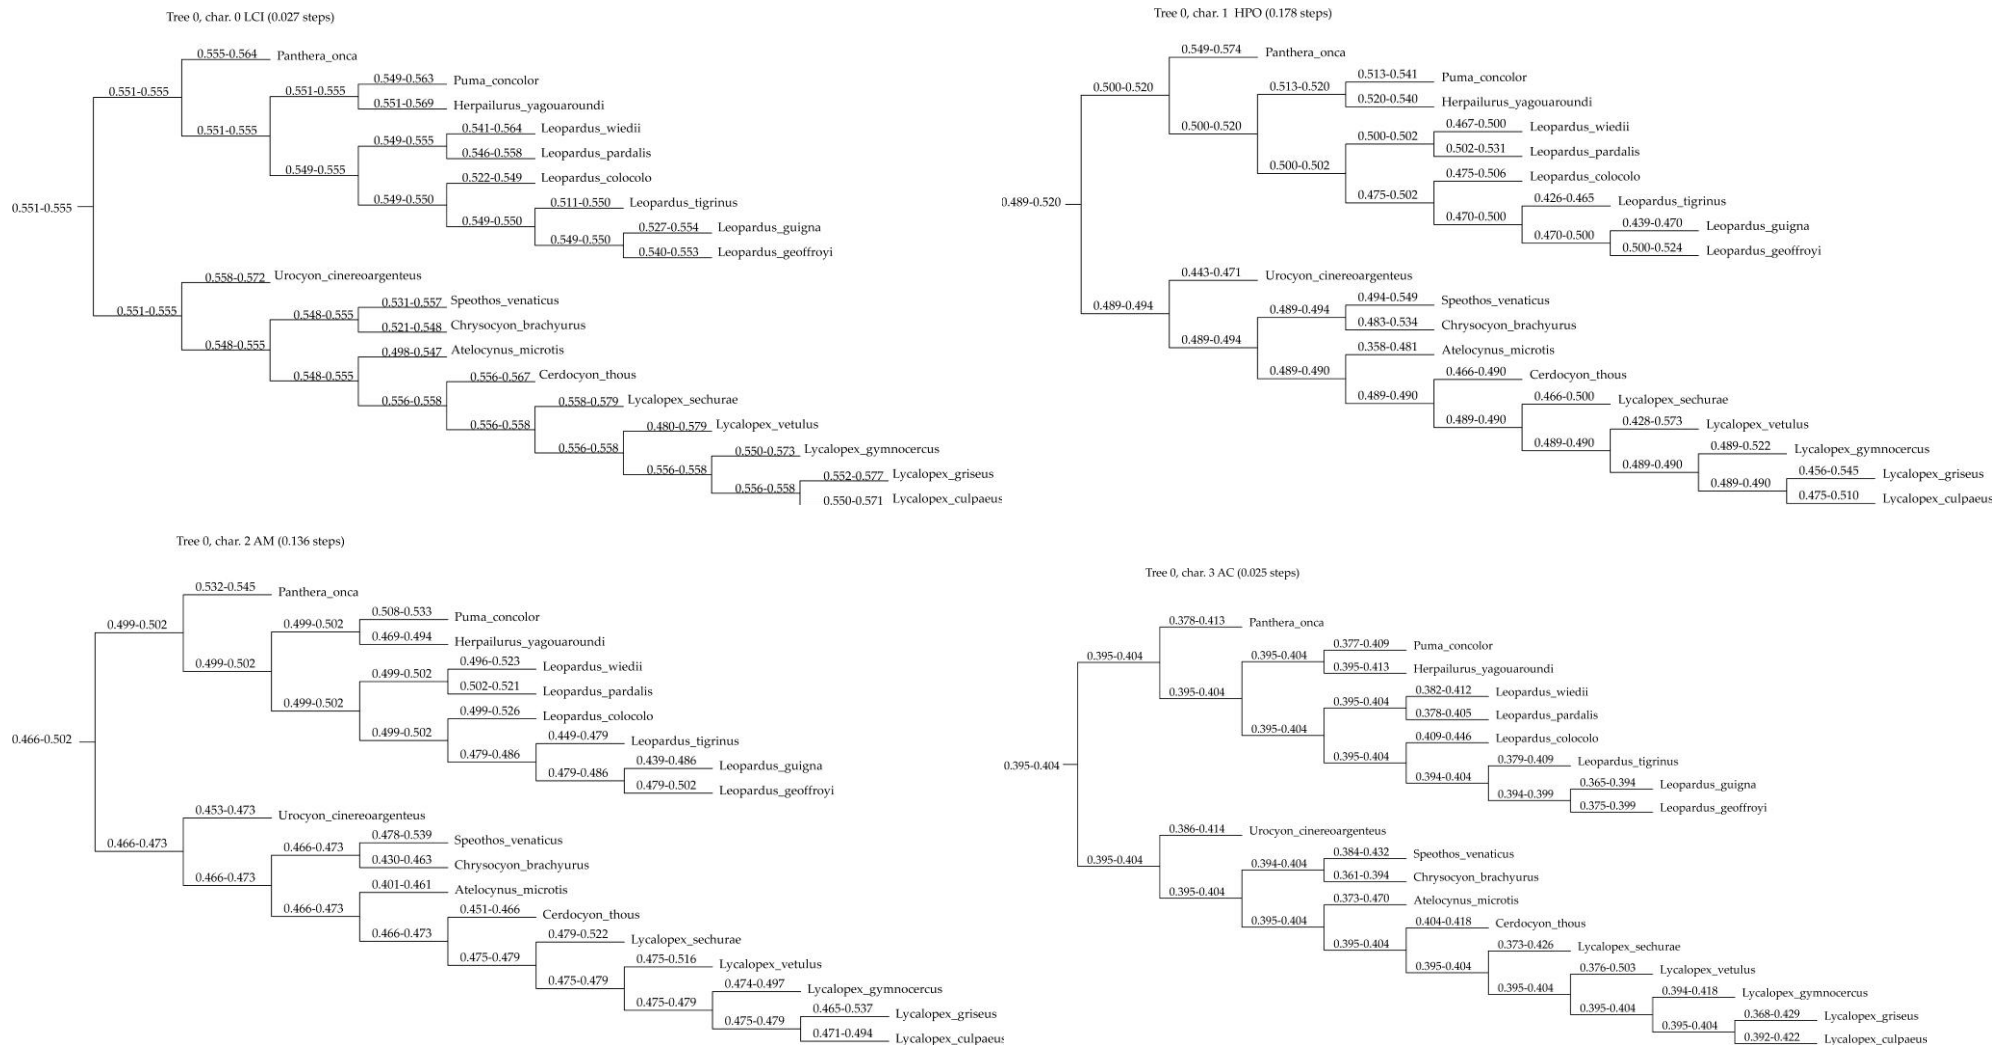 Tree 0, char. 0 LCI (0.027 steps)
0.555-0.564 Panthera_onca
0.551-0.555
0.549-0.563 Puma_concolor
0.551-0.555
0.551-0.569 Herpailurus_yagouaroundi
0.551-0.555
0.541-0.564 Leopardus_wiedii
0.549-0.555
0.546-0.558 Leopardus_pardalis
0.549-0.555
0.522-0.549 Leopardus_colocolo
0.549-0.550
0.511-0.550 Leopardus_tigrinus
0.551-0.555
0.549-0.550
0.527-0.554 Leopardus_guigna
0.549-0.550
0.540-0.553 Leopardus_geoffroyi
0.558-0.572 Urocyon_cinereoargenteus
0.551-0.555
0.531-0.557 Speothos_venaticus
0.548-0.555
0.521-0.548 Chrysocyon_brachyurus
0.548-0.555
0.498-0.547 Atelocynus_microtis
0.548-0.555
0.556-0.567 Cerdocyon_thous
0.556-0.558
0.558-0.579 Lycalopex_sechurae
0.556-0.558
0.480-0.579 Lycalopex_vetulus
0.556-0.558
0.550-0.573 Lycalopex_gymnocercus
0.556-0.558
0.552-0.577 Lycalopex_griseus
0.556-0.558
0.550-0.571 Lycalopex_culpaeus
Tree 0, char. 1 HPO (0.178 steps)
0.549-0.574 Panthera_onca
0.500-0.520
0.513-0.541 Puma_concolor
0.513-0.520
0.520-0.540 Herpailurus_yagouaroundi
0.500-0.520
0.467-0.500 Leopardus_wiedii
0.500-0.502
0.502-0.531 Leopardus_pardalis
0.500-0.502
0.475-0.506 Leopardus_colocolo
0.475-0.502
0.426-0.465 Leopardus_tigrinus
0.489-0.520
0.470-0.500
0.439-0.470 Leopardus_guigna
0.470-0.500
0.500-0.524 Leopardus_geoffroyi
0.443-0.471 Urocyon_cinereoargenteus
0.489-0.494
0.494-0.549 Speothos_venaticus
0.489-0.494
0.483-0.534 Chrysocyon_brachyurus
0.489-0.494
0.358-0.481 Atelocynus_microtis
0.489-0.490
0.466-0.490 Cerdocyon_thous
0.489-0.490
0.466-0.500 Lycalopex_sechurae
0.489-0.490
0.428-0.573 Lycalopex_vetulus
0.489-0.490
0.489-0.522 Lycalopex_gymnocercus
0.489-0.490
0.456-0.545 Lycalopex_griseus
0.489-0.490
0.475-0.510 Lycalopex_culpaeus
Tree 0, char. 2 AM (0.136 steps)
0.532-0.545 Panthera_onca
0.499-0.502
0.508-0.533 Puma_concolor
0.499-0.502
0.469-0.494 Herpailurus_yagouaroundi
0.499-0.502
0.496-0.523 Leopardus_wiedii
0.499-0.502
0.502-0.521 Leopardus_pardalis
0.499-0.502
0.499-0.526 Leopardus_colocolo
0.499-0.502
0.449-0.479 Leopardus_tigrinus
0.466-0.502
0.479-0.486
0.439-0.486 Leopardus_guigna
0.479-0.486
0.479-0.502 Leopardus_geoffroyi
0.453-0.473 Urocyon_cinereoargenteus
0.466-0.473
0.478-0.539 Speothos_venaticus
0.466-0.473
0.430-0.463 Chrysocyon_brachyurus
0.466-0.473
0.401-0.461 Atelocynus_microtis
0.466-0.473
0.451-0.466 Cerdocyon_thous
0.466-0.473
0.479-0.522 Lycalopex_sechurae
0.475-0.479
0.475-0.516 Lycalopex_vetulus
0.475-0.479
0.474-0.497 Lycalopex_gymnocercus
0.475-0.479
0.465-0.537 Lycalopex_griseus
0.475-0.479
0.471-0.494 Lycalopex_culpaeus
Tree 0, char. 3 AC (0.025 steps)
0.378-0.413 Panthera_onca
0.395-0.404
0.377-0.409 Puma_concolor
0.395-0.404
0.395-0.413 Herpailurus_yagouaroundi
0.395-0.404
0.382-0.412 Leopardus_wiedii
0.395-0.404
0.378-0.405 Leopardus_pardalis
0.395-0.404
0.409-0.446 Leopardus_colocolo
0.395-0.404
0.379-0.409 Leopardus_tigrinus
0.395-0.404
0.394-0.404
0.365-0.394 Leopardus_guigna
0.394-0.399
0.375-0.399 Leopardus_geoffroyi
0.386-0.414 Urocyon_cinereoargenteus
0.395-0.404
0.384-0.432 Speothos_venaticus
0.394-0.404
0.361-0.394 Chrysocyon_brachyurus
0.395-0.404
0.373-0.470 Atelocynus_microtis
0.395-0.404
0.404-0.418 Cerdocyon_thous
0.395-0.404
0.373-0.426 Lycalopex_sechurae
0.395-0.404
0.376-0.503 Lycalopex_vetulus
0.395-0.404
0.394-0.418 Lycalopex_gymnocercus
0.395-0.404
0.368-0.429 Lycalopex_griseus
0.395-0.404
0.392-0.422 Lycalopex_culpaeus